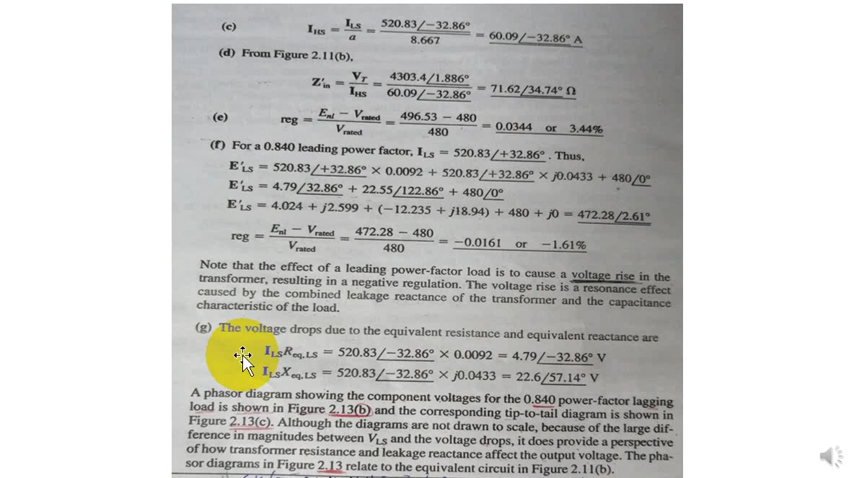 (c) I_HS = I_LS / a = 520.83/−32.86° / 8.667 = 60.09/−32.86° A
(d) From Figure 2.11(b),
Z'_in = V_T / I_HS = 4303.4/1.886° / 60.09/−32.86° = 71.62/34.74° Ω
(e) reg = E_nl − V_rated / V_rated = 496.53 − 480 / 480 = 0.0344 or 3.44%
(f) For a 0.840 leading power factor, I_LS = 520.83/+32.86°. Thus,
E'_LS = 520.83/+32.86° × 0.0092 + 520.83/+32.86° × j0.0433 + 480/0°
E'_LS = 4.79/32.86° + 22.55/122.86° + 480/0°
E'_LS = 4.024 + j2.599 + (−12.235 + j18.94) + 480 + j0 = 472.28/2.61°
reg = E_nl − V_rated / V_rated = 472.28 − 480 / 480 = −0.0161 or −1.61%
Note that the effect of a leading power-factor load is to cause a voltage rise in the
transformer, resulting in a negative regulation. The voltage rise is a resonance effect
caused by the combined leakage reactance of the transformer and the capacitance
characteristic of the load.
(g) The voltage drops due to the equivalent resistance and equivalent reactance are
I_LS R_eq,LS = 520.83/−32.86° × 0.0092 = 4.79/−32.86° V
I_LS X_eq,LS = 520.83/−32.86° × j0.0433 = 22.6/57.14° V
A phasor diagram showing the component voltages for the 0.840 power-factor lagging
load is shown in Figure 2.13(b) and the corresponding tip-to-tail diagram is shown in
Figure 2.13(c). Although the diagrams are not drawn to scale, because of the large dif-
ference in magnitudes between V_LS and the voltage drops, it does provide a perspective
of how transformer resistance and leakage reactance affect the output voltage. The pha-
sor diagrams in Figure 2.13 relate to the equivalent circuit in Figure 2.11(b).